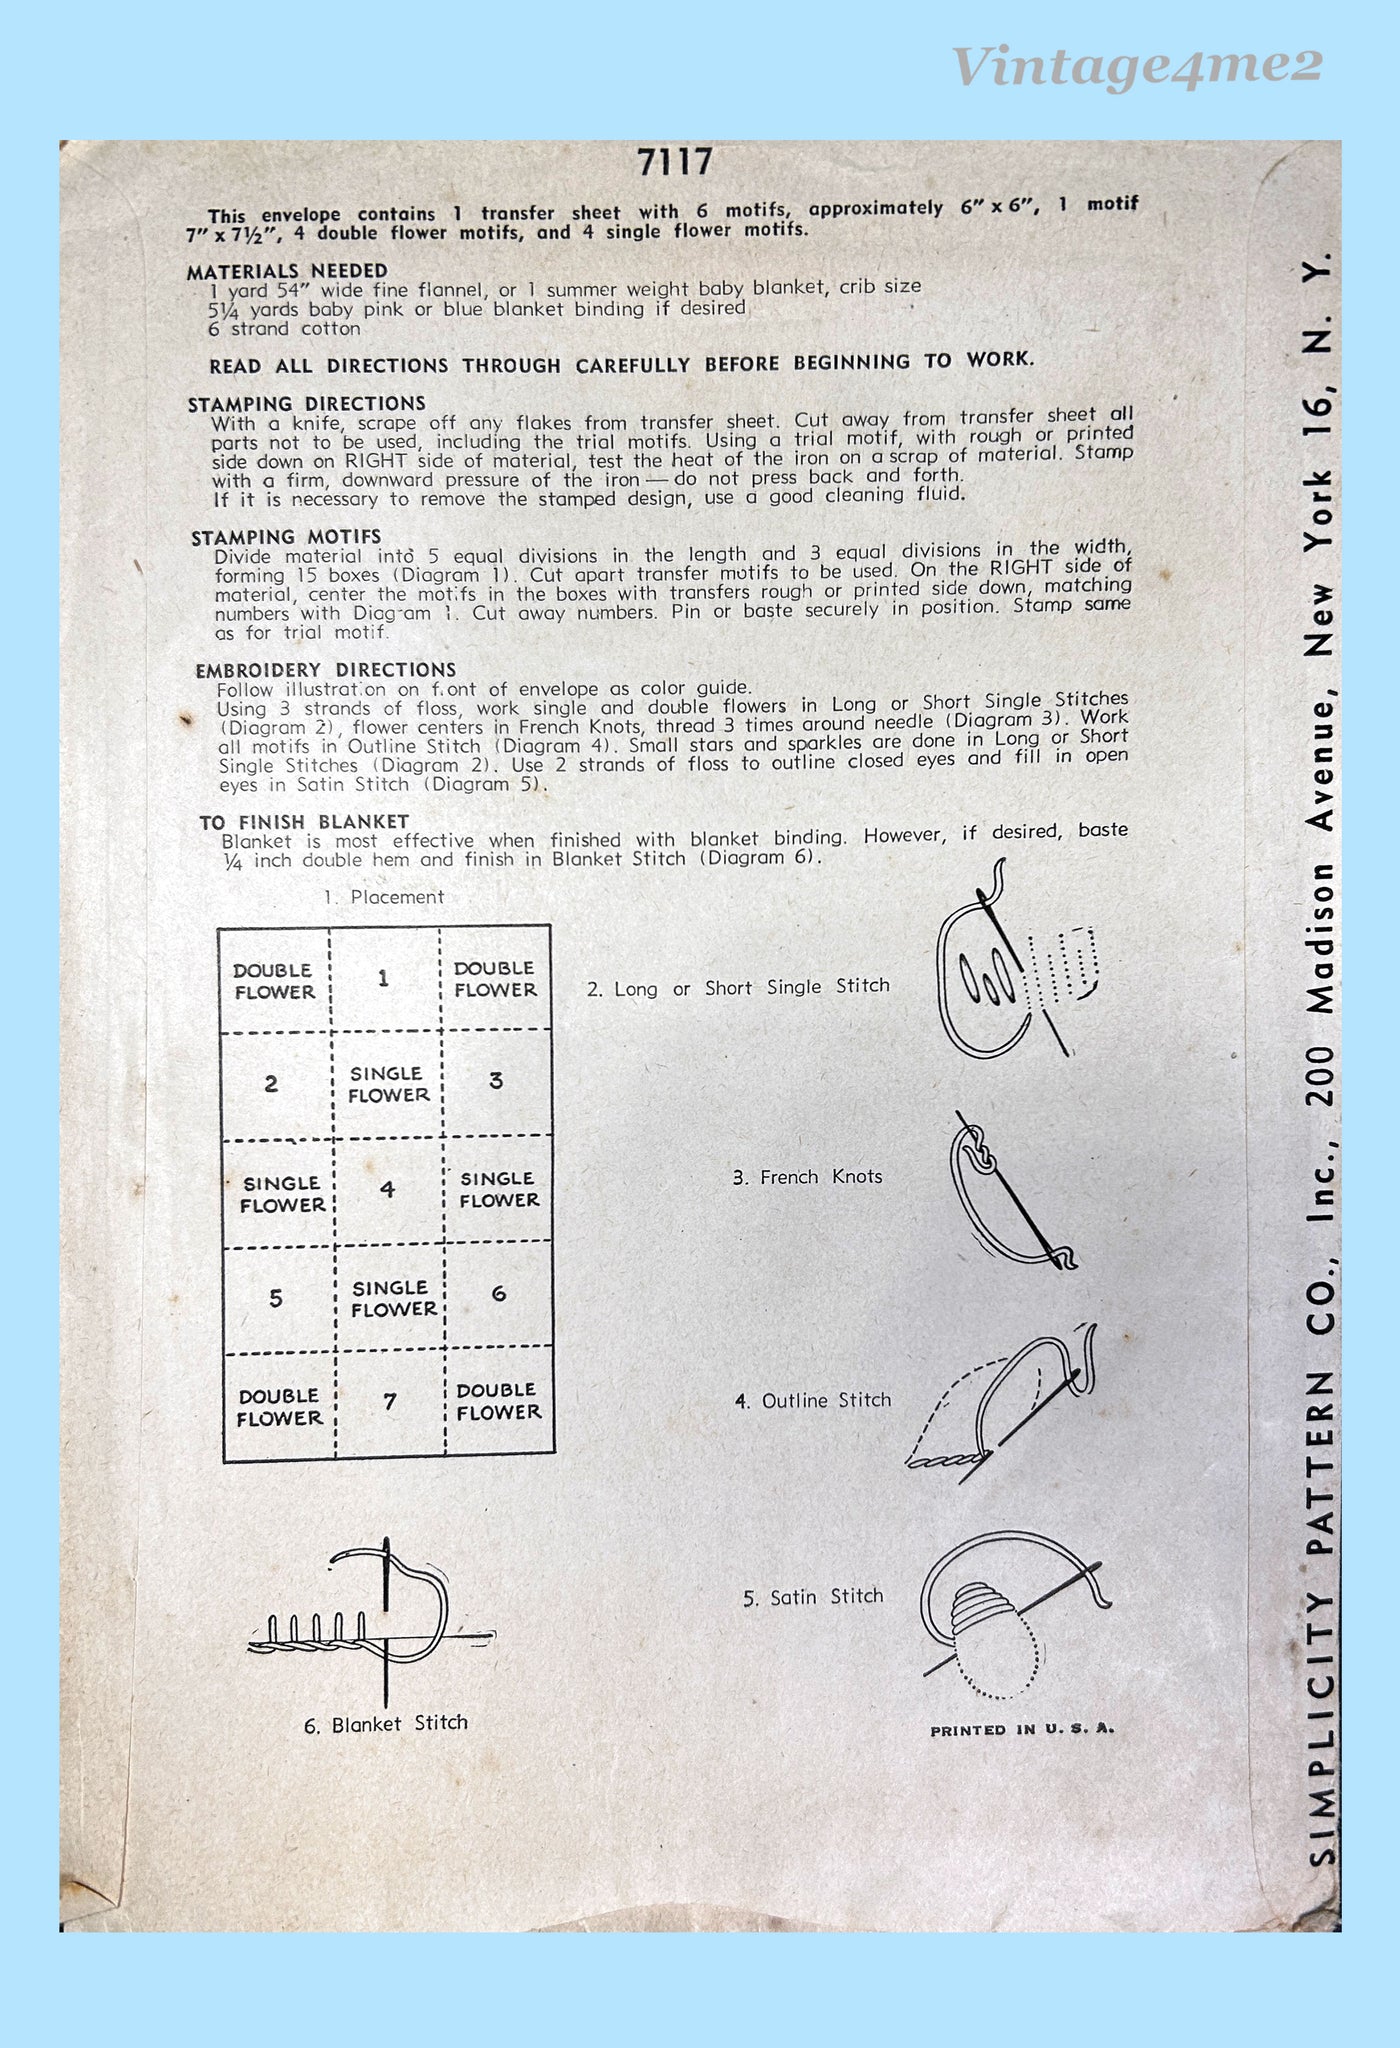 Vintage4me2
7117
This envelope contains 1 transfer sheet with 6 motifs, approximately 6" x 6", 1 motif
7" x 7½", 4 double flower motifs, and 4 single flower motifs.
MATERIALS NEEDED
1 yard 54" wide fine flannel, or 1 summer weight baby blanket, crib size
5¼ yards baby pink or blue blanket binding if desired
6 strand cotton
READ ALL DIRECTIONS THROUGH CAREFULLY BEFORE BEGINNING TO WORK.
STAMPING DIRECTIONS
With a knife, scrape off any flakes from transfer sheet. Cut away from transfer sheet all
parts not to be used, including the trial motifs. Using a trial motif, with rough or printed
side down on RIGHT side of material, test the heat of the iron on a scrap of material. Stamp
with a firm, downward pressure of the iron — do not press back and forth.
If it is necessary to remove the stamped design, use a good cleaning fluid.
STAMPING MOTIFS
Divide material into 5 equal divisions in the length and 3 equal divisions in the width,
forming 15 boxes (Diagram 1). Cut apart transfer motifs to be used. On the RIGHT side of
material, center the motifs in the boxes with transfers rough or printed side down, matching
numbers with Diagram 1. Cut away numbers. Pin or baste securely in position. Stamp same
as for trial motif.
EMBROIDERY DIRECTIONS
Follow illustration on front of envelope as color guide.
Using 3 strands of floss, work single and double flowers in Long or Short Single Stitches
(Diagram 2), flower centers in French Knots, thread 3 times around needle (Diagram 3). Work
all motifs in Outline Stitch (Diagram 4). Small stars and sparkles are done in Long or Short
Single Stitches (Diagram 2). Use 2 strands of floss to outline closed eyes and fill in open
eyes in Satin Stitch (Diagram 5).
TO FINISH BLANKET
Blanket is most effective when finished with blanket binding. However, if desired, baste
¼ inch double hem and finish in Blanket Stitch (Diagram 6).
1. Placement
DOUBLE
FLOWER
1
DOUBLE
FLOWER
2
SINGLE
FLOWER
3
SINGLE
FLOWER
4
SINGLE
FLOWER
5
SINGLE
FLOWER
6
DOUBLE
FLOWER
7
DOUBLE
FLOWER
2. Long or Short Single Stitch
3. French Knots
4. Outline Stitch
5. Satin Stitch
6. Blanket Stitch
PRINTED IN U. S. A.
SIMPLICITY PATTERN CO., Inc., 200 Madison Avenue, New York 16, N. Y.